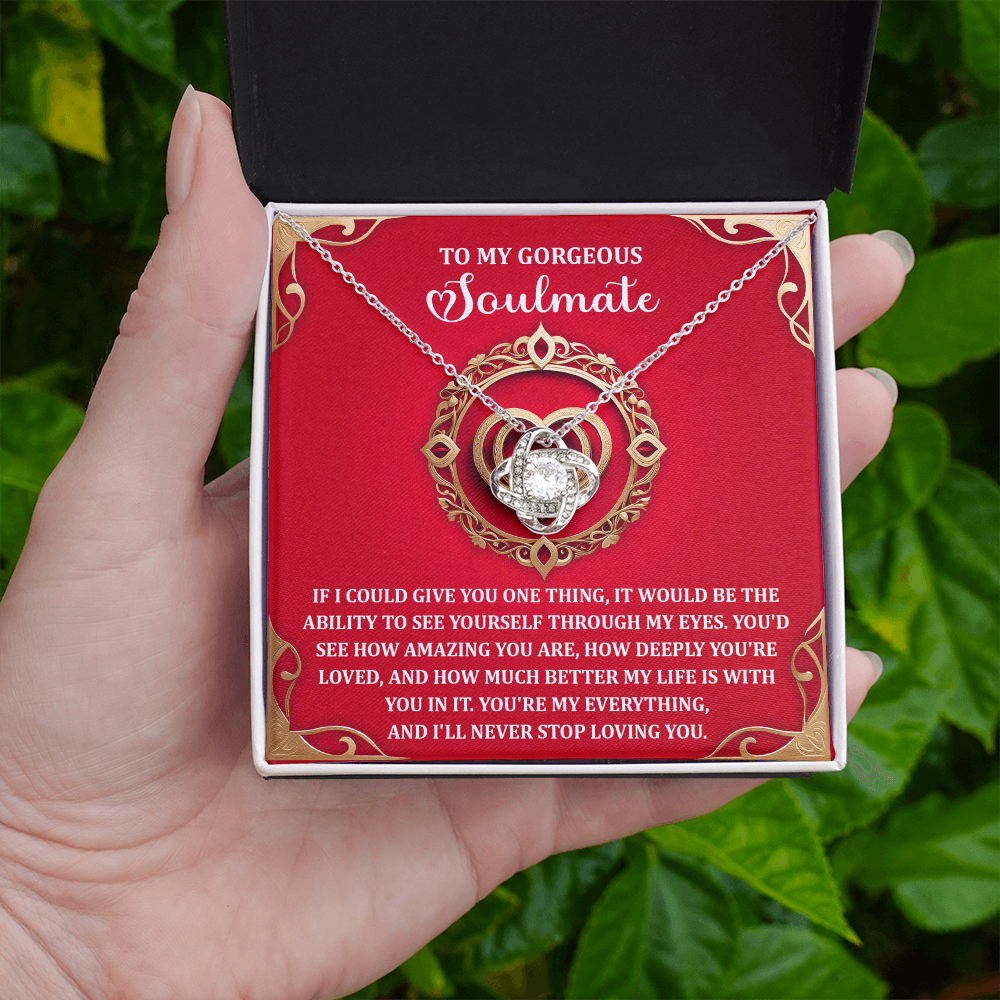 TO MY GORGEOUS
Soulmate
IF I COULD GIVE YOU ONE THING, IT WOULD BE THE
ABILITY TO SEE YOURSELF THROUGH MY EYES. YOU'D
SEE HOW AMAZING YOU ARE, HOW DEEPLY YOU'RE
LOVED, AND HOW MUCH BETTER MY LIFE IS WITH
YOU IN IT. YOU'RE MY EVERYTHING,
AND I'LL NEVER STOP LOVING YOU.